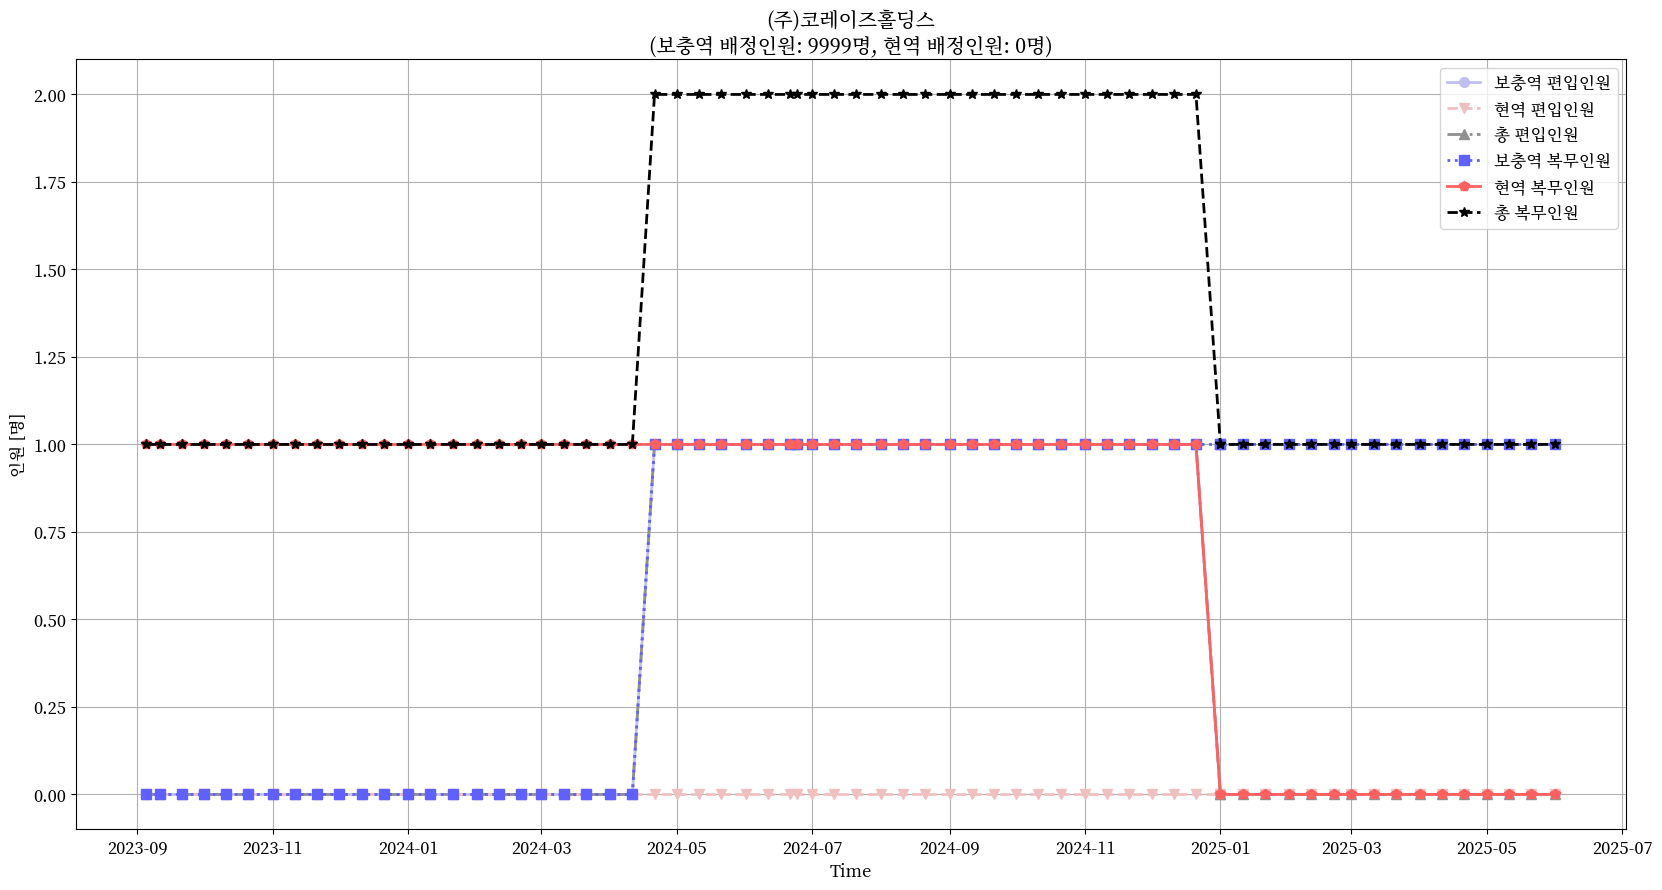 (주)코레이즈홀딩스
(보충역 배정인원: 9999명, 현역 배정인원: 0명)
보충역 편입인원
현역 편입인원
총 편입인원
보충역 복무인원
현역 복무인원
총 복무인원
인원 [명]
2.00
1.75
1.50
1.25
1.00
0.75
0.50
0.25
0.00
2023-09
2023-11
2024-01
2024-03
2024-05
2024-07
2024-09
2024-11
2025-01
2025-03
2025-05
2025-07
Time